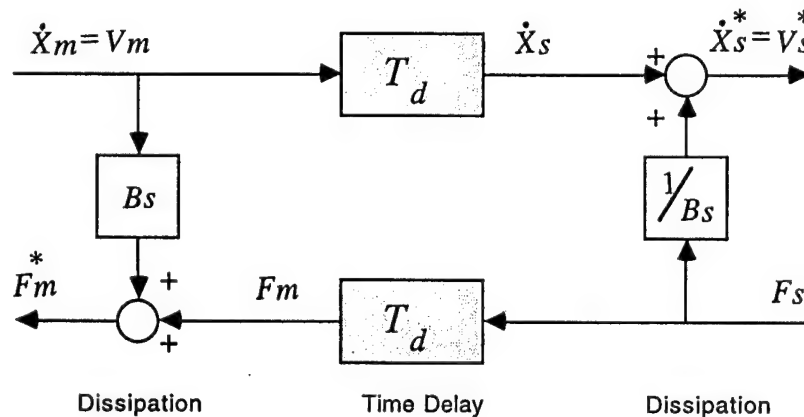 Ẋm = Vm
Ẋs
Ẋs* = Vs*
Td
+
+
Bs
1/Bs
Fm*
+
+
Fm
Td
Fs
Dissipation
Time Delay
Dissipation